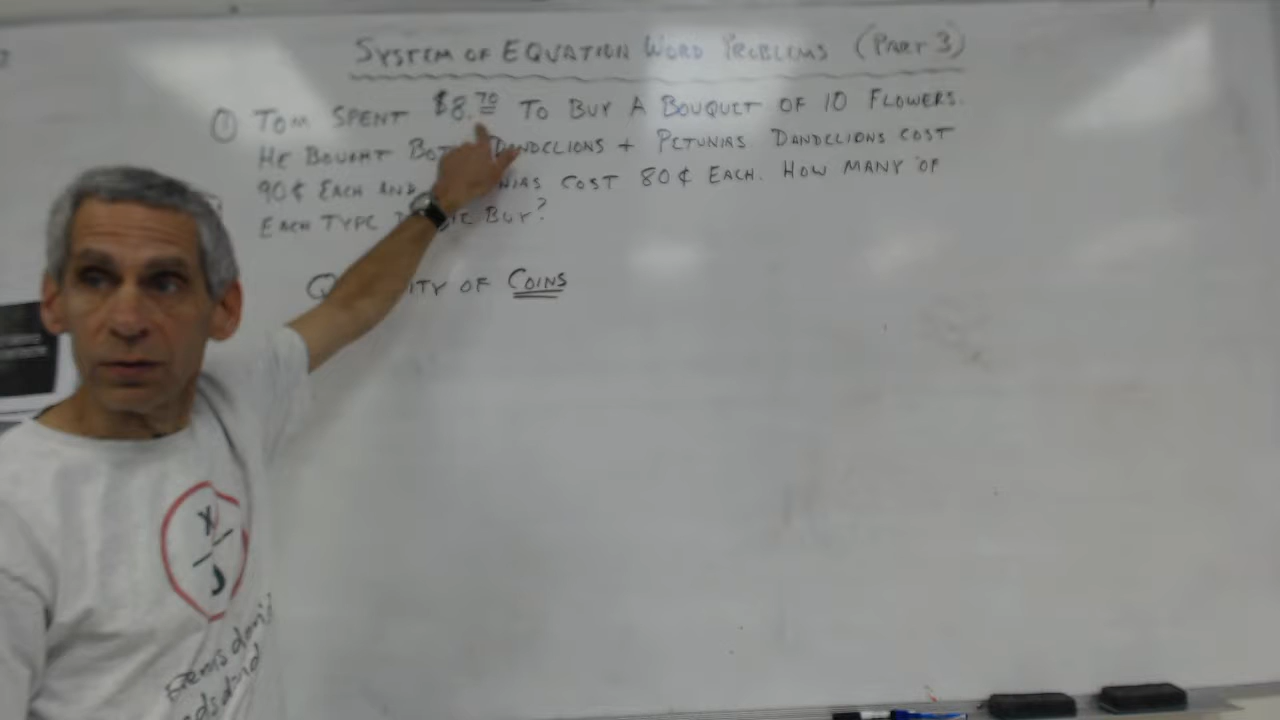 SYSTEM OF EQUATION WORD PROBLEMS (PART 3)
① TOM SPENT $8.70 TO BUY A BOUQUET OF 10 FLOWERS.
HE BOUGHT DANDELIONS + PETUNIAS DANDELIONS COST
90¢ EACH AND COST 80¢ EACH. HOW MANY OF
EACH TYPE BUY?
OF COINS